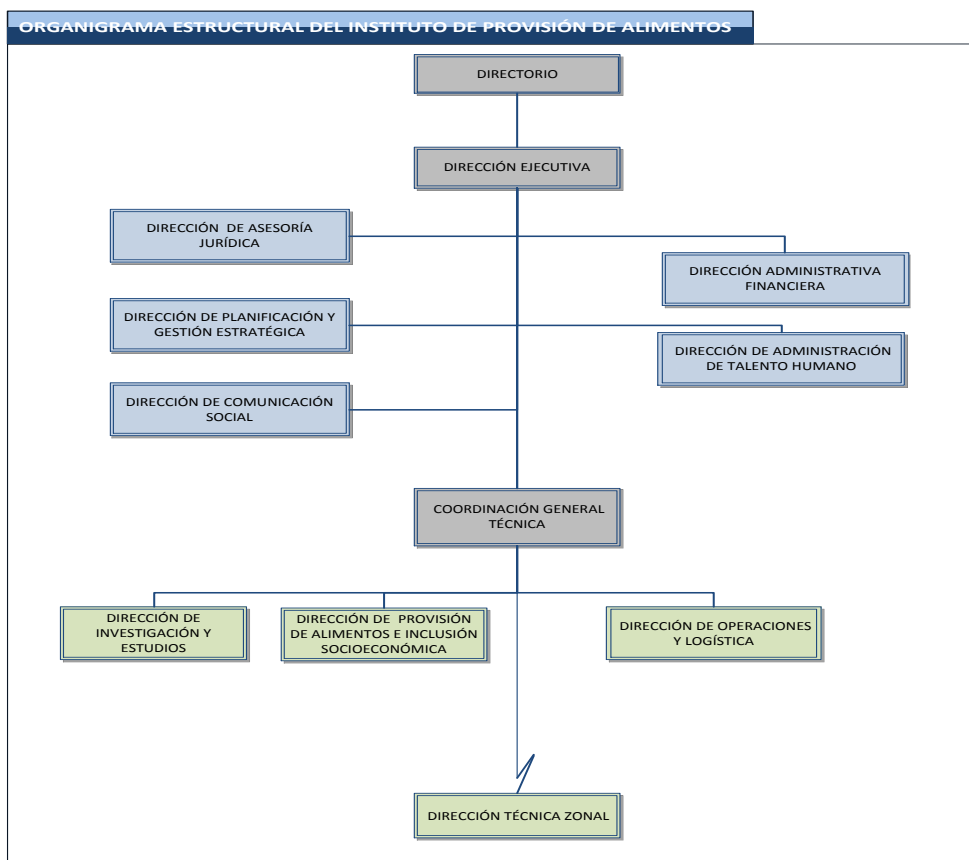 ORGANIGRAMA ESTRUCTURAL DEL INSTITUTO DE PROVISIÓN DE ALIMENTOS
DIRECTORIO
DIRECCIÓN EJECUTIVA
DIRECCIÓN DE ASESORÍA
JURÍDICA
DIRECCIÓN ADMINISTRATIVA
FINANCIERA
DIRECCIÓN DE PLANIFICACIÓN Y
GESTIÓN ESTRATÉGICA
DIRECCIÓN DE ADMINISTRACIÓN
DE TALENTO HUMANO
DIRECCIÓN DE COMUNICACIÓN
SOCIAL
COORDINACIÓN GENERAL
TÉCNICA
DIRECCIÓN DE
INVESTIGACIÓN Y
ESTUDIOS
DIRECCIÓN DE PROVISIÓN
DE ALIMENTOS E INCLUSIÓN
SOCIOECONÓMICA
DIRECCIÓN DE OPERACIONES
Y LOGÍSTICA
DIRECCIÓN TÉCNICA ZONAL